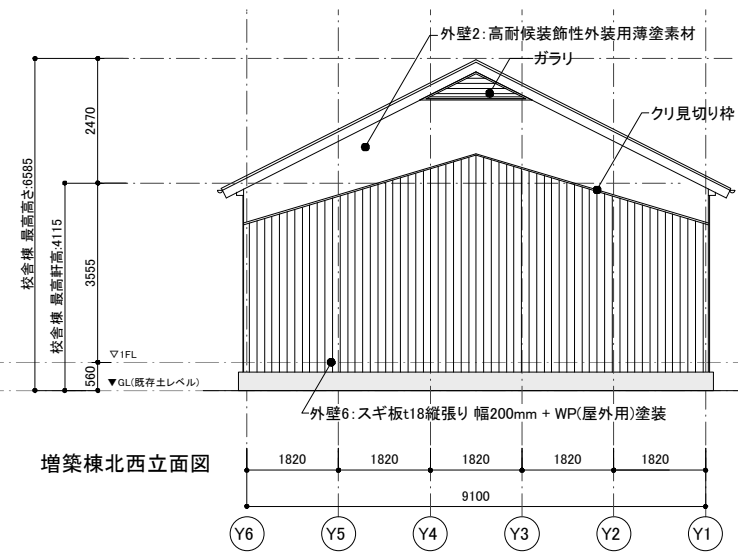 外壁2:高耐候装飾性外装用薄塗素材
ガラリ
クリ見切り枠
2470
3555
560
校舎棟 最高高さ:6585
校舎棟 最高軒高:4115
▽1FL
▼GL(既存土レベル)
外壁6:スギ板t18縦張り 幅200mm + WP(屋外用)塗装
増築棟北西立面図
1820 1820 1820 1820 1820
9100
Y6 Y5 Y4 Y3 Y2 Y1